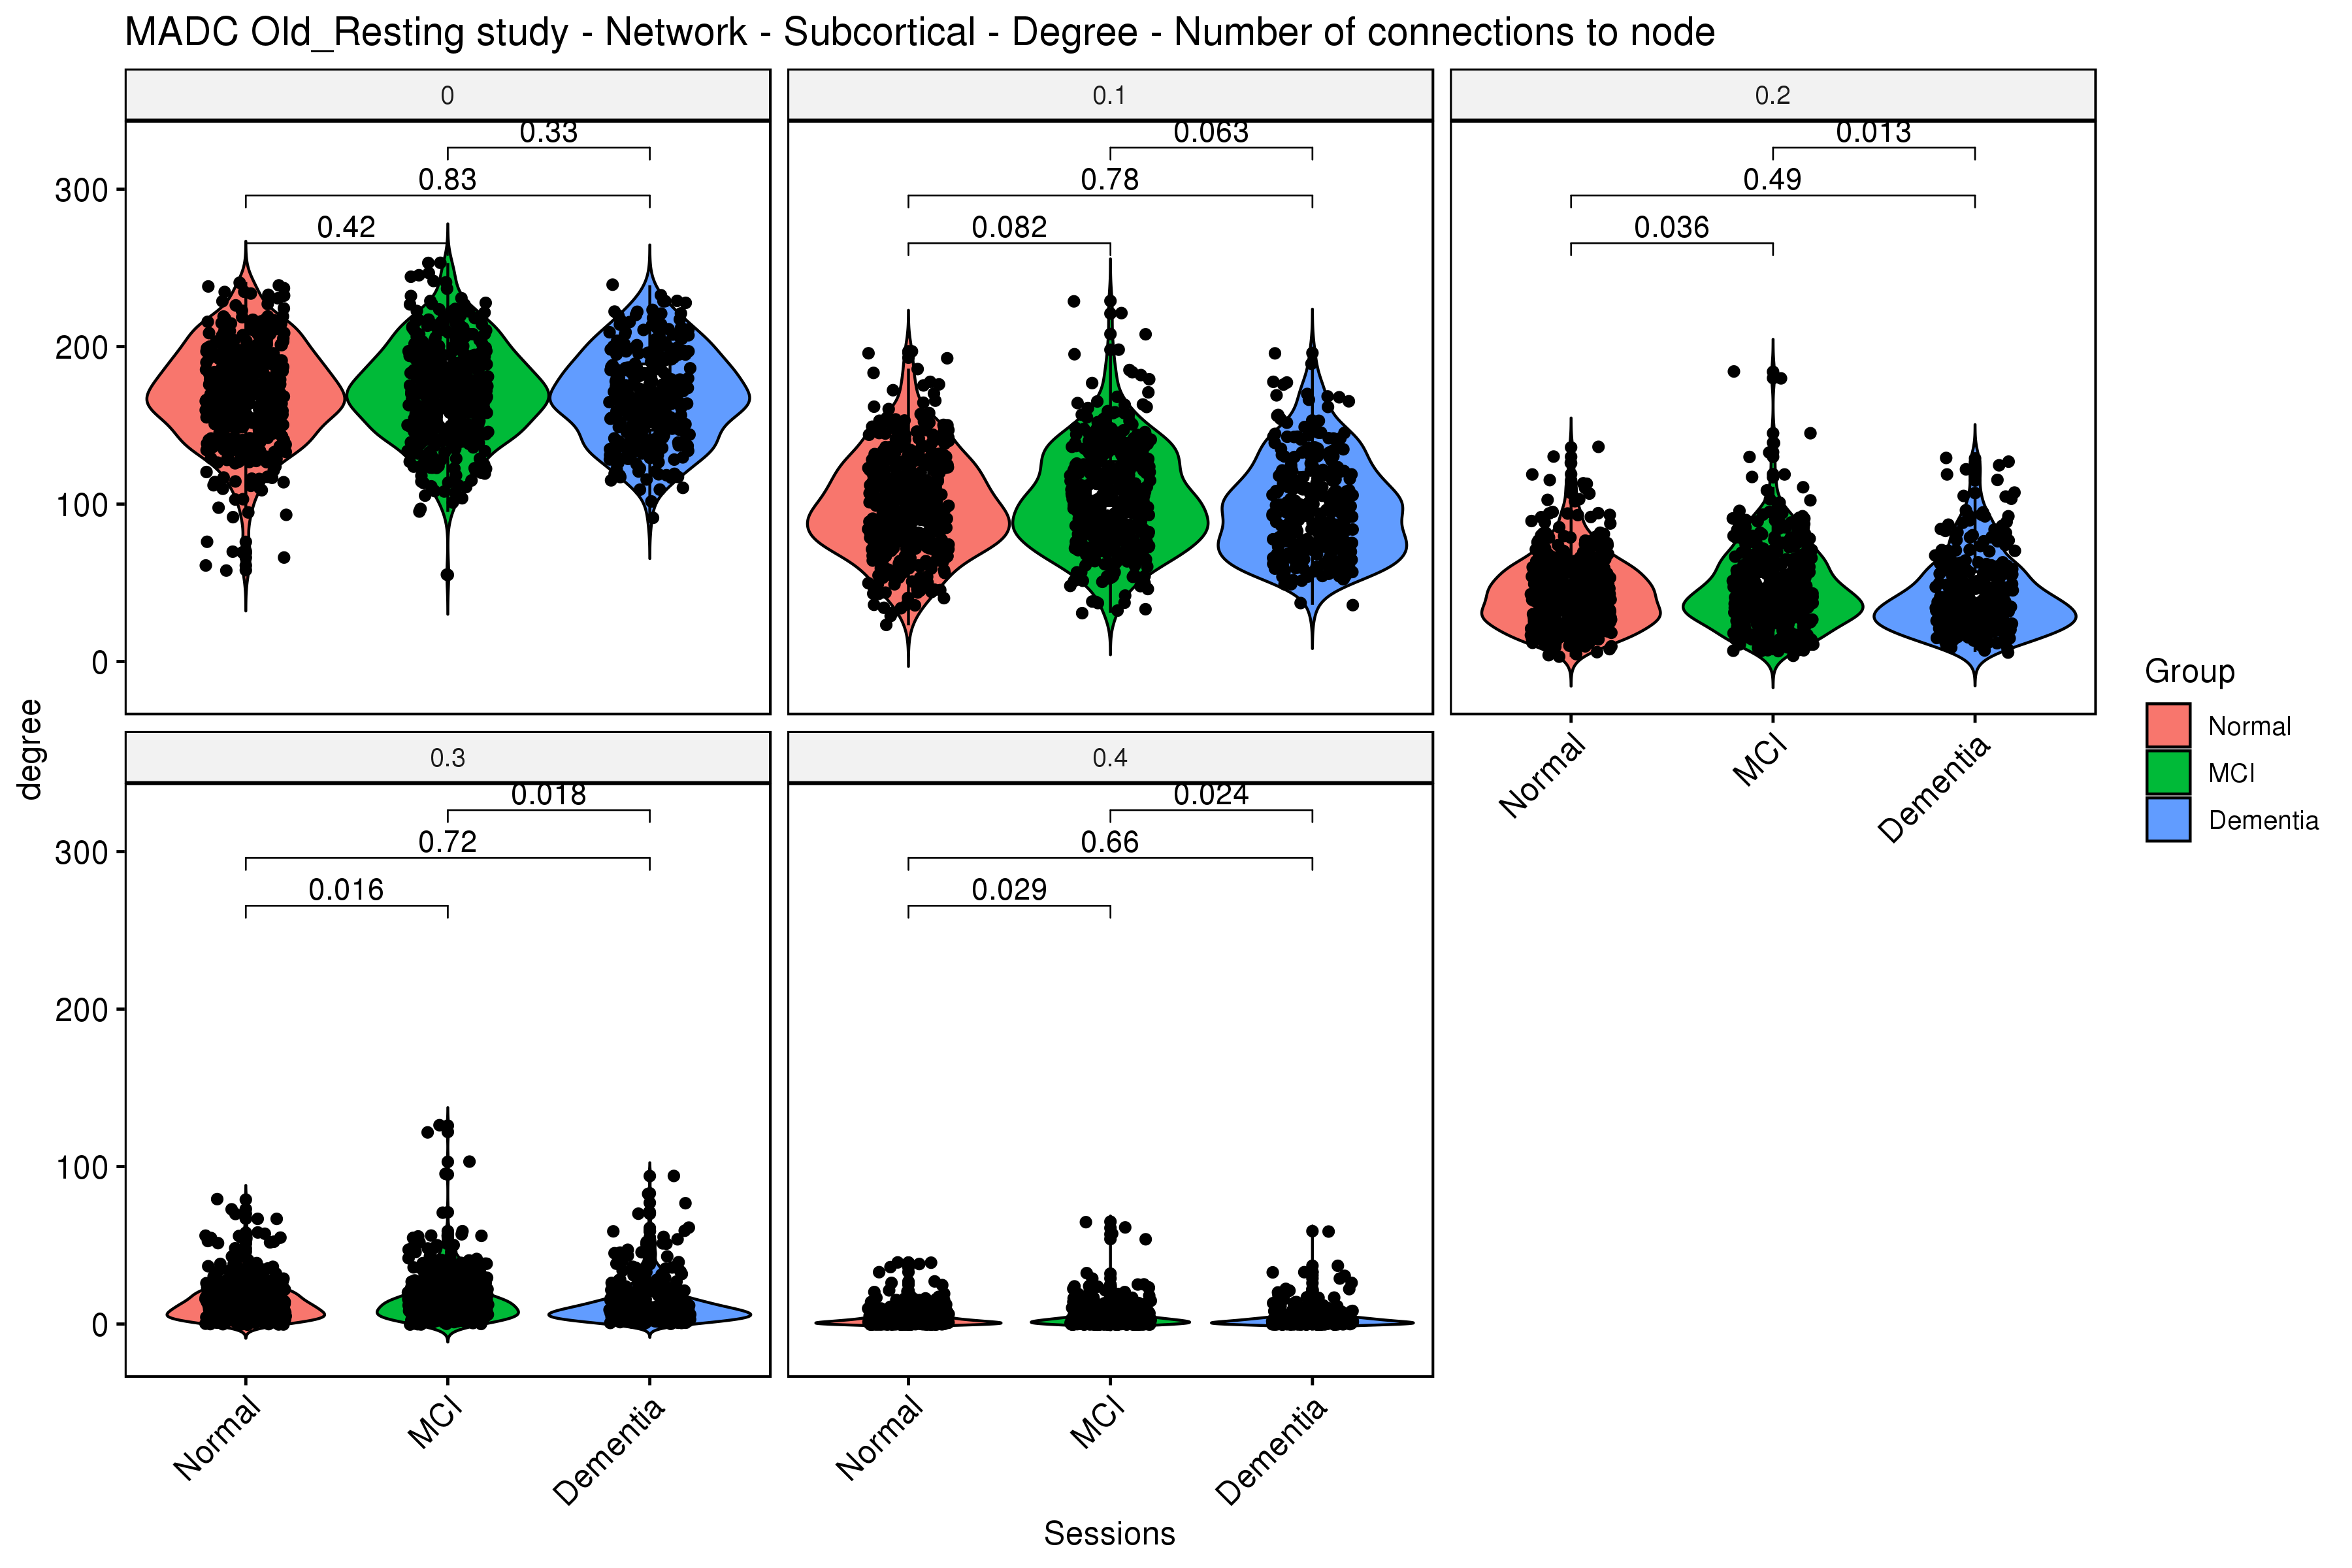 MADC Old_Resting study - Network - Subcortical - Degree - Number of connections to node
0
0.1
0.2
0.33
0.83
0.42
0.063
0.78
0.082
0.013
0.49
0.036
300
200
100
0
degree
Normal
MCI
Dementia
Group
Normal
MCI
Dementia
0.3
0.4
0.018
0.72
0.016
0.024
0.66
0.029
300
200
100
0
Normal
MCI
Dementia
Normal
MCI
Dementia
Sessions